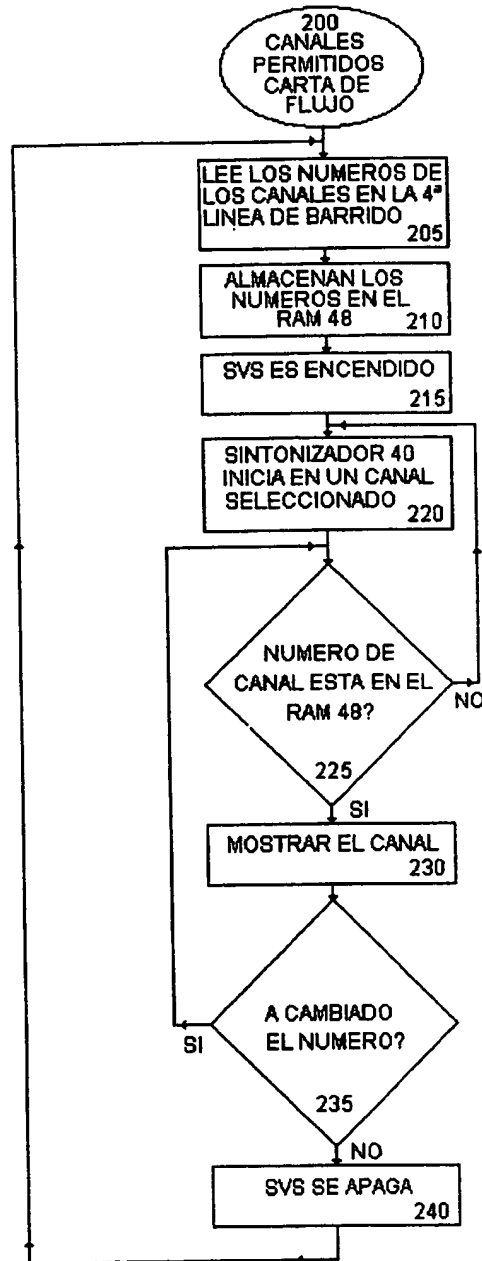 200
CANALES
PERMITIDOS
CARTA DE
FLUJO
LEE LOS NUMEROS DE
LOS CANALES EN LA 4ª
LINEA DE BARRIDO
205
ALMACENAN LOS
NUMEROS EN EL
RAM 48
210
SVS ES ENCENDIDO
215
SINTONIZADOR 40
INICIA EN UN CANAL
SELECCIONADO
220
NUMERO DE
CANAL ESTA EN EL
RAM 48?
NO
225
SI
MOSTRAR EL CANAL
230
A CAMBIADO
EL NUMERO?
SI
235
NO
SVS SE APAGA
240